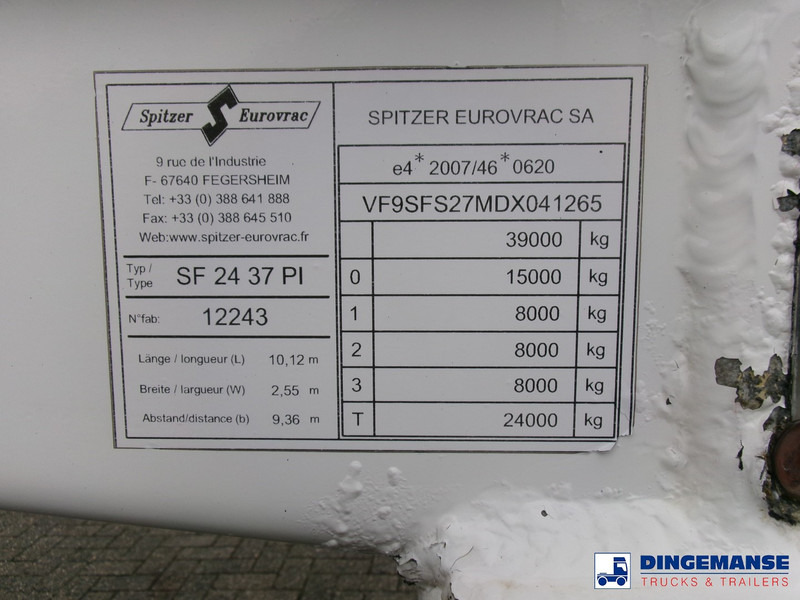 Spitzer S Eurovrac
9 rue de l'Industrie
F- 67640 FEGERSHEIM
Tel: +33 (0) 388 641 888
Fax: +33 (0) 388 645 510
Web:www.spitzer-eurovrac.fr
Typ / Type SF 24 37 PI
N°fab: 12243
Länge / longueur (L) 10,12 m
Breite / largueur (W) 2,55 m
Abstand/distance (b) 9,36 m
SPITZER EUROVRAC SA
e4* 2007/46 * 0620
VF9SFS27MDX041265
39000 kg
0 15000 kg
1 8000 kg
2 8000 kg
3 8000 kg
T 24000 kg
DINGEMANSE
TRUCKS & TRAILERS